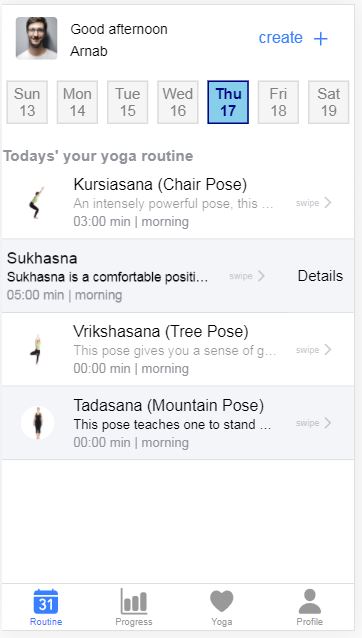 Good afternoon
Arnab
create +
Sun Mon Tue Wed Thu Fri Sat
13 14 15 16 17 18 19
Todays' your yoga routine
Kursiasana (Chair Pose)
An intensely powerful pose, this ... swipe
03:00 min | morning
Sukhasna
Sukhasna is a comfortable positi... swipe Details
05:00 min | morning
Vrikshasana (Tree Pose)
This pose gives you a sense of g... swipe
00:00 min | morning
Tadasana (Mountain Pose)
This pose teaches one to stand ... swipe
00:00 min | morning
31
Routine Progress Yoga Profile